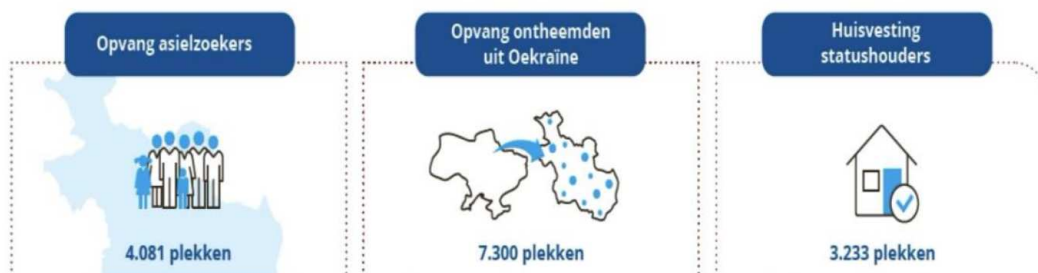 Opvang asielzoekers
Opvang ontheemden
uit Oekraïne
Huisvesting
statushouders
4.081 plekken
7.300 plekken
3.233 plekken